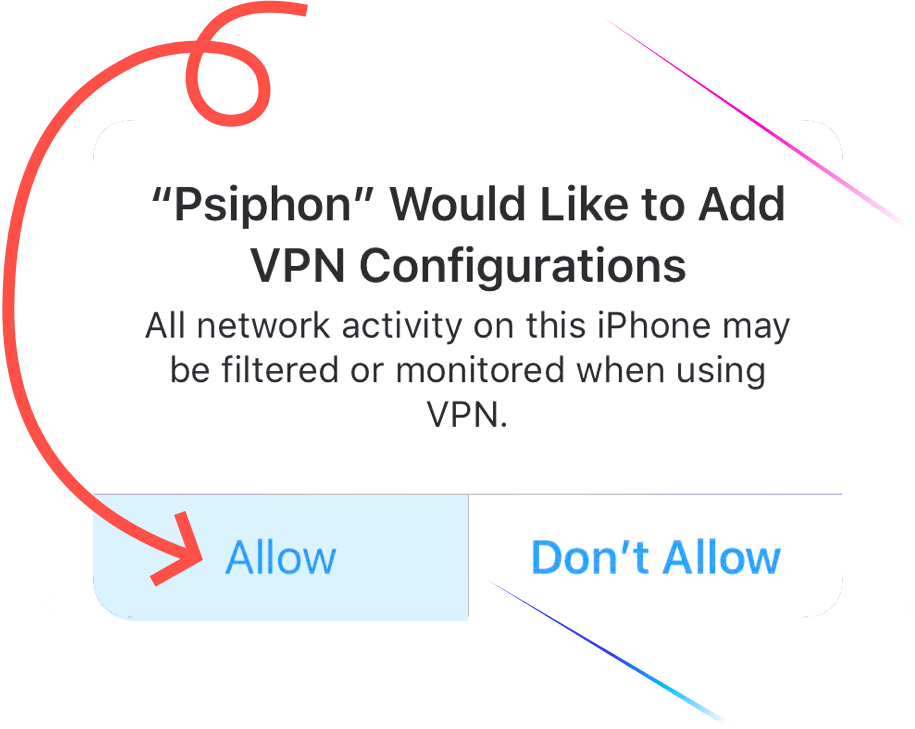 “Psiphon” Would Like to Add
VPN Configurations
All network activity on this iPhone may
be filtered or monitored when using
VPN.
Allow
Don’t Allow